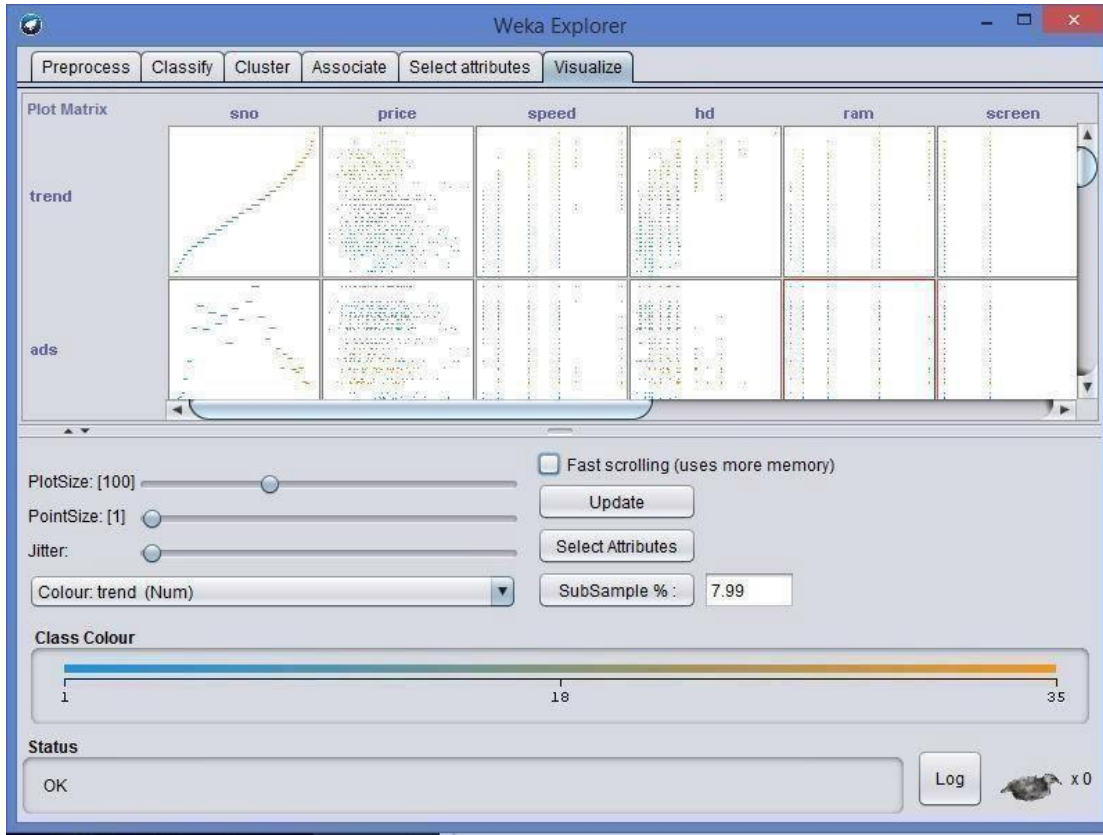 Weka Explorer
Preprocess Classify Cluster Associate Select attributes Visualize
Plot Matrix sno price speed hd ram screen
trend
ads
Fast scrolling (uses more memory)
PlotSize: [100]
Update
PointSize: [1]
Jitter:
Select Attributes
Colour: trend (Num)
SubSample % : 7.99
Class Colour
1 18 35
Status
OK
Log x 0